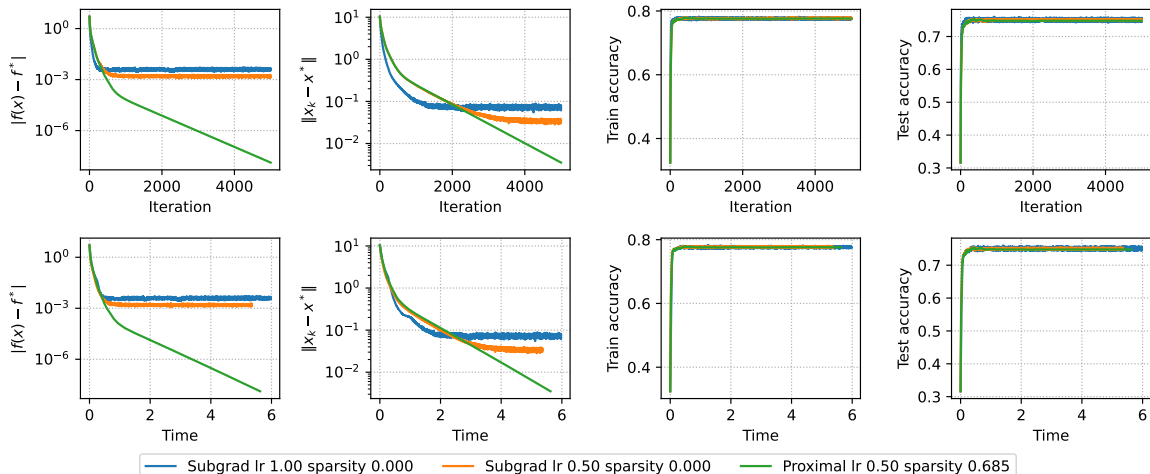 10^0
10^{-3}
10^{-6}
|f(x) − f*|
0 2000 4000
Iteration
10^1
10^0
10^{-1}
10^{-2}
‖x_k − x*‖
0 2000 4000
Iteration
0.8
0.6
0.4
Train accuracy
0 2000 4000
Iteration
0.7
0.6
0.5
0.4
0.3
Test accuracy
0 2000 4000
Iteration
10^0
10^{-3}
10^{-6}
|f(x) − f*|
0 2 4 6
Time
10^1
10^0
10^{-1}
10^{-2}
‖x_k − x*‖
0 2 4 6
Time
0.8
0.6
0.4
Train accuracy
0 2 4 6
Time
0.7
0.6
0.5
0.4
0.3
Test accuracy
0 2 4 6
Time
Subgrad lr 1.00 sparsity 0.000 Subgrad lr 0.50 sparsity 0.000 Proximal lr 0.50 sparsity 0.685